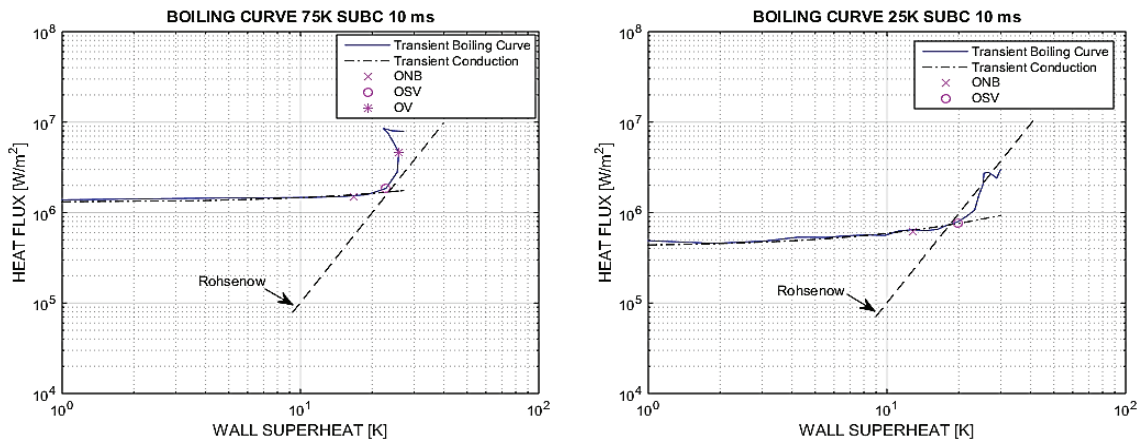 BOILING CURVE 75K SUBC 10 ms
10^8
10^7
10^6
10^5
10^4
HEAT FLUX [W/m^2]
Transient Boiling Curve
Transient Conduction
ONB
OSV
OV
Rohsenow
10^0
10^1
10^2
WALL SUPERHEAT [K]
BOILING CURVE 25K SUBC 10 ms
10^8
10^7
10^6
10^5
10^4
HEAT FLUX [W/m^2]
Transient Boiling Curve
Transient Conduction
ONB
OSV
Rohsenow
10^0
10^1
10^2
WALL SUPERHEAT [K]